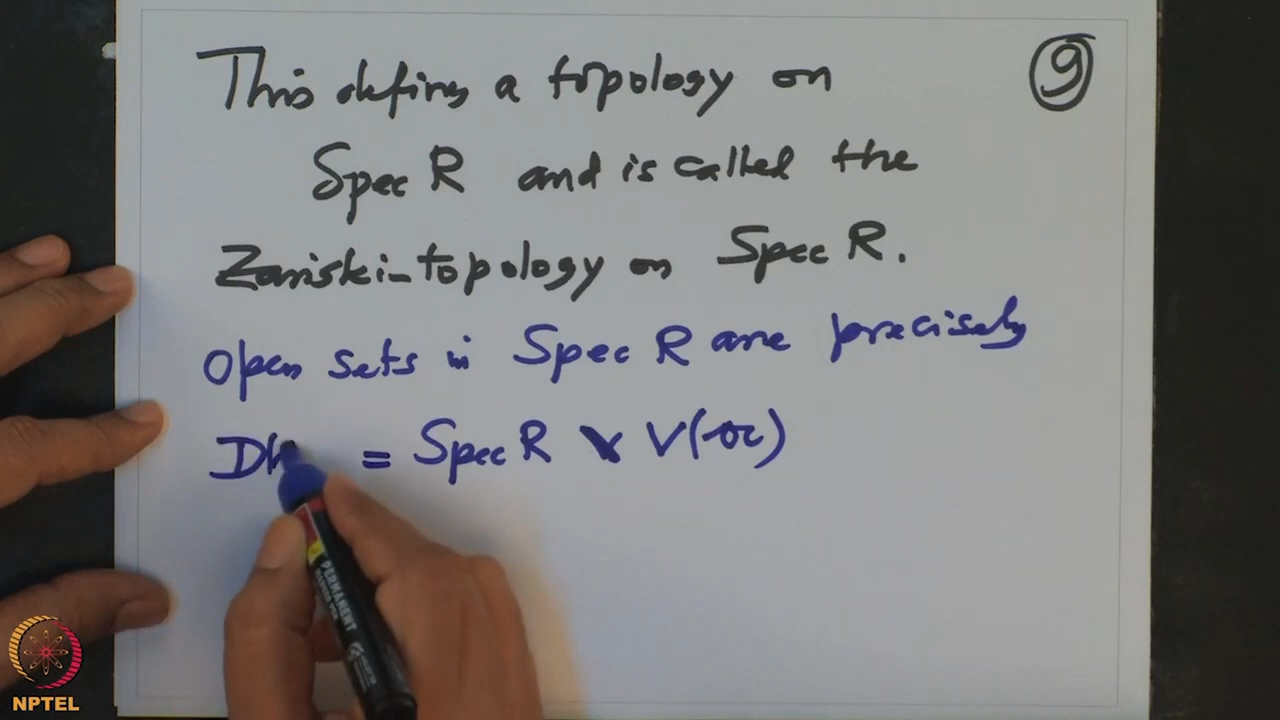 This defines a topology on
⑨
Spec R and is called the
Zariski-topology on Spec R.
Open sets in Spec R are precisely
D( = Spec R \ V(𝔞)
PERMANENT
NPTEL